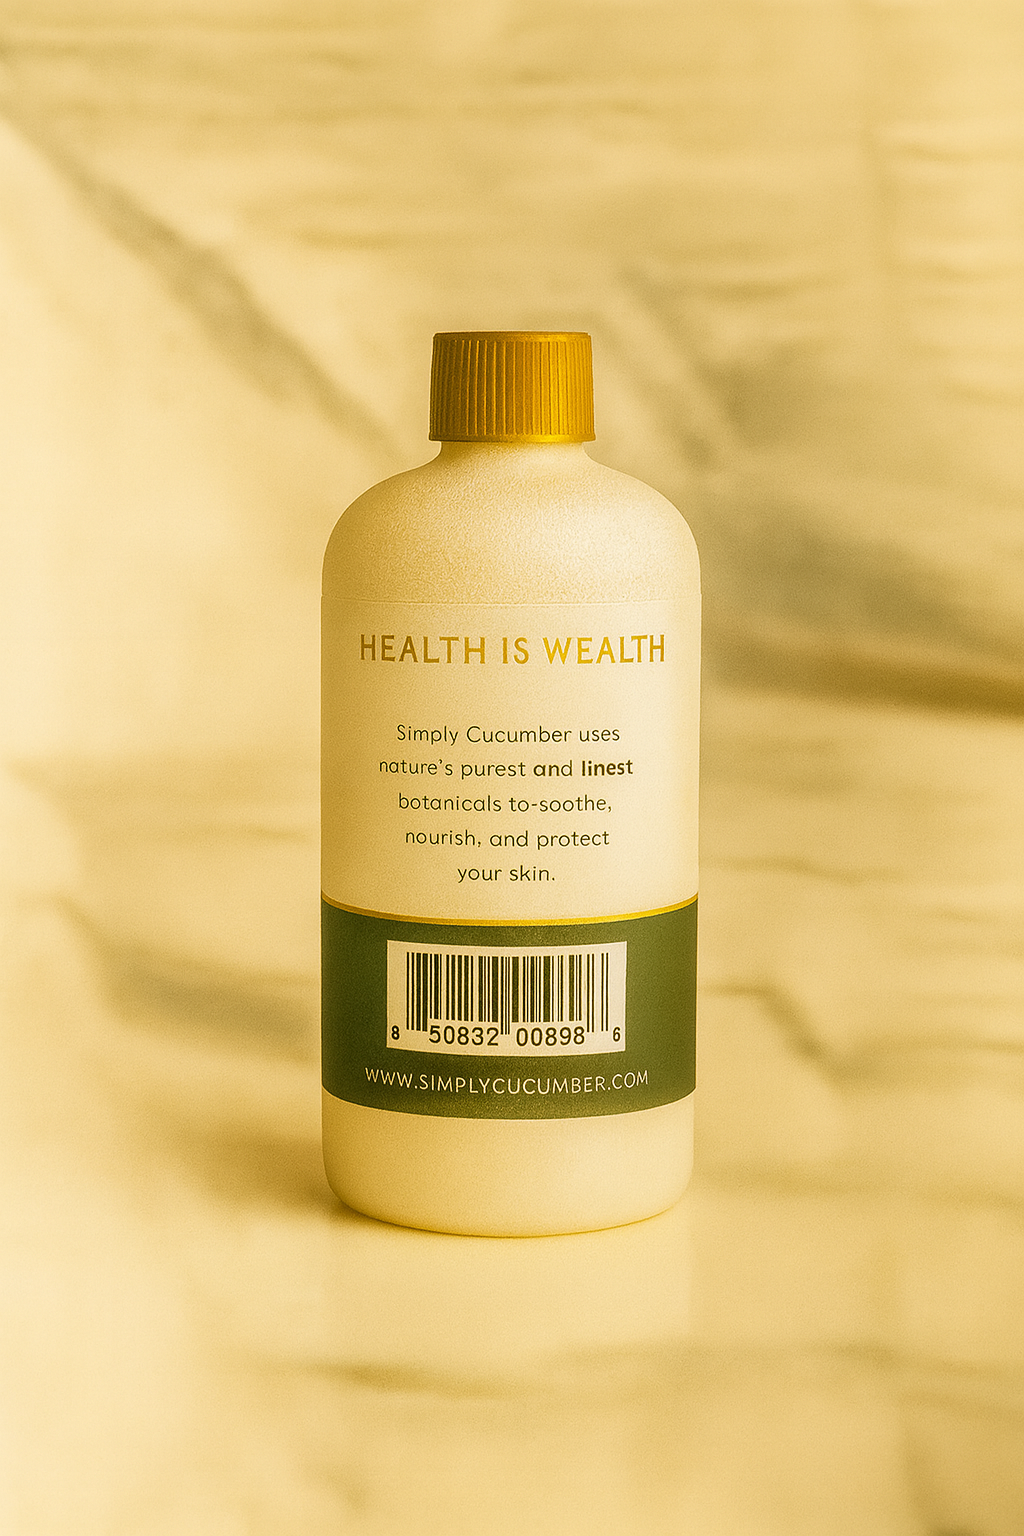 HEALTH IS WEALTH
Simply Cucumber uses
nature's purest and linest
botanicals to-soothe,
nourish, and protect
your skin.
8 50832 00898 6
WWW.SIMPLYCUCUMBER.COM